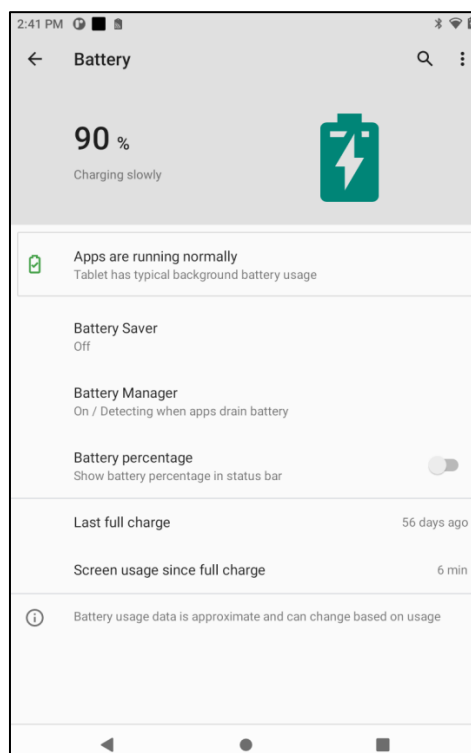 2:41 PM
Battery
90 %
Charging slowly
Apps are running normally
Tablet has typical background battery usage
Battery Saver
Off
Battery Manager
On / Detecting when apps drain battery
Battery percentage
Show battery percentage in status bar
Last full charge 56 days ago
Screen usage since full charge 6 min
Battery usage data is approximate and can change based on usage